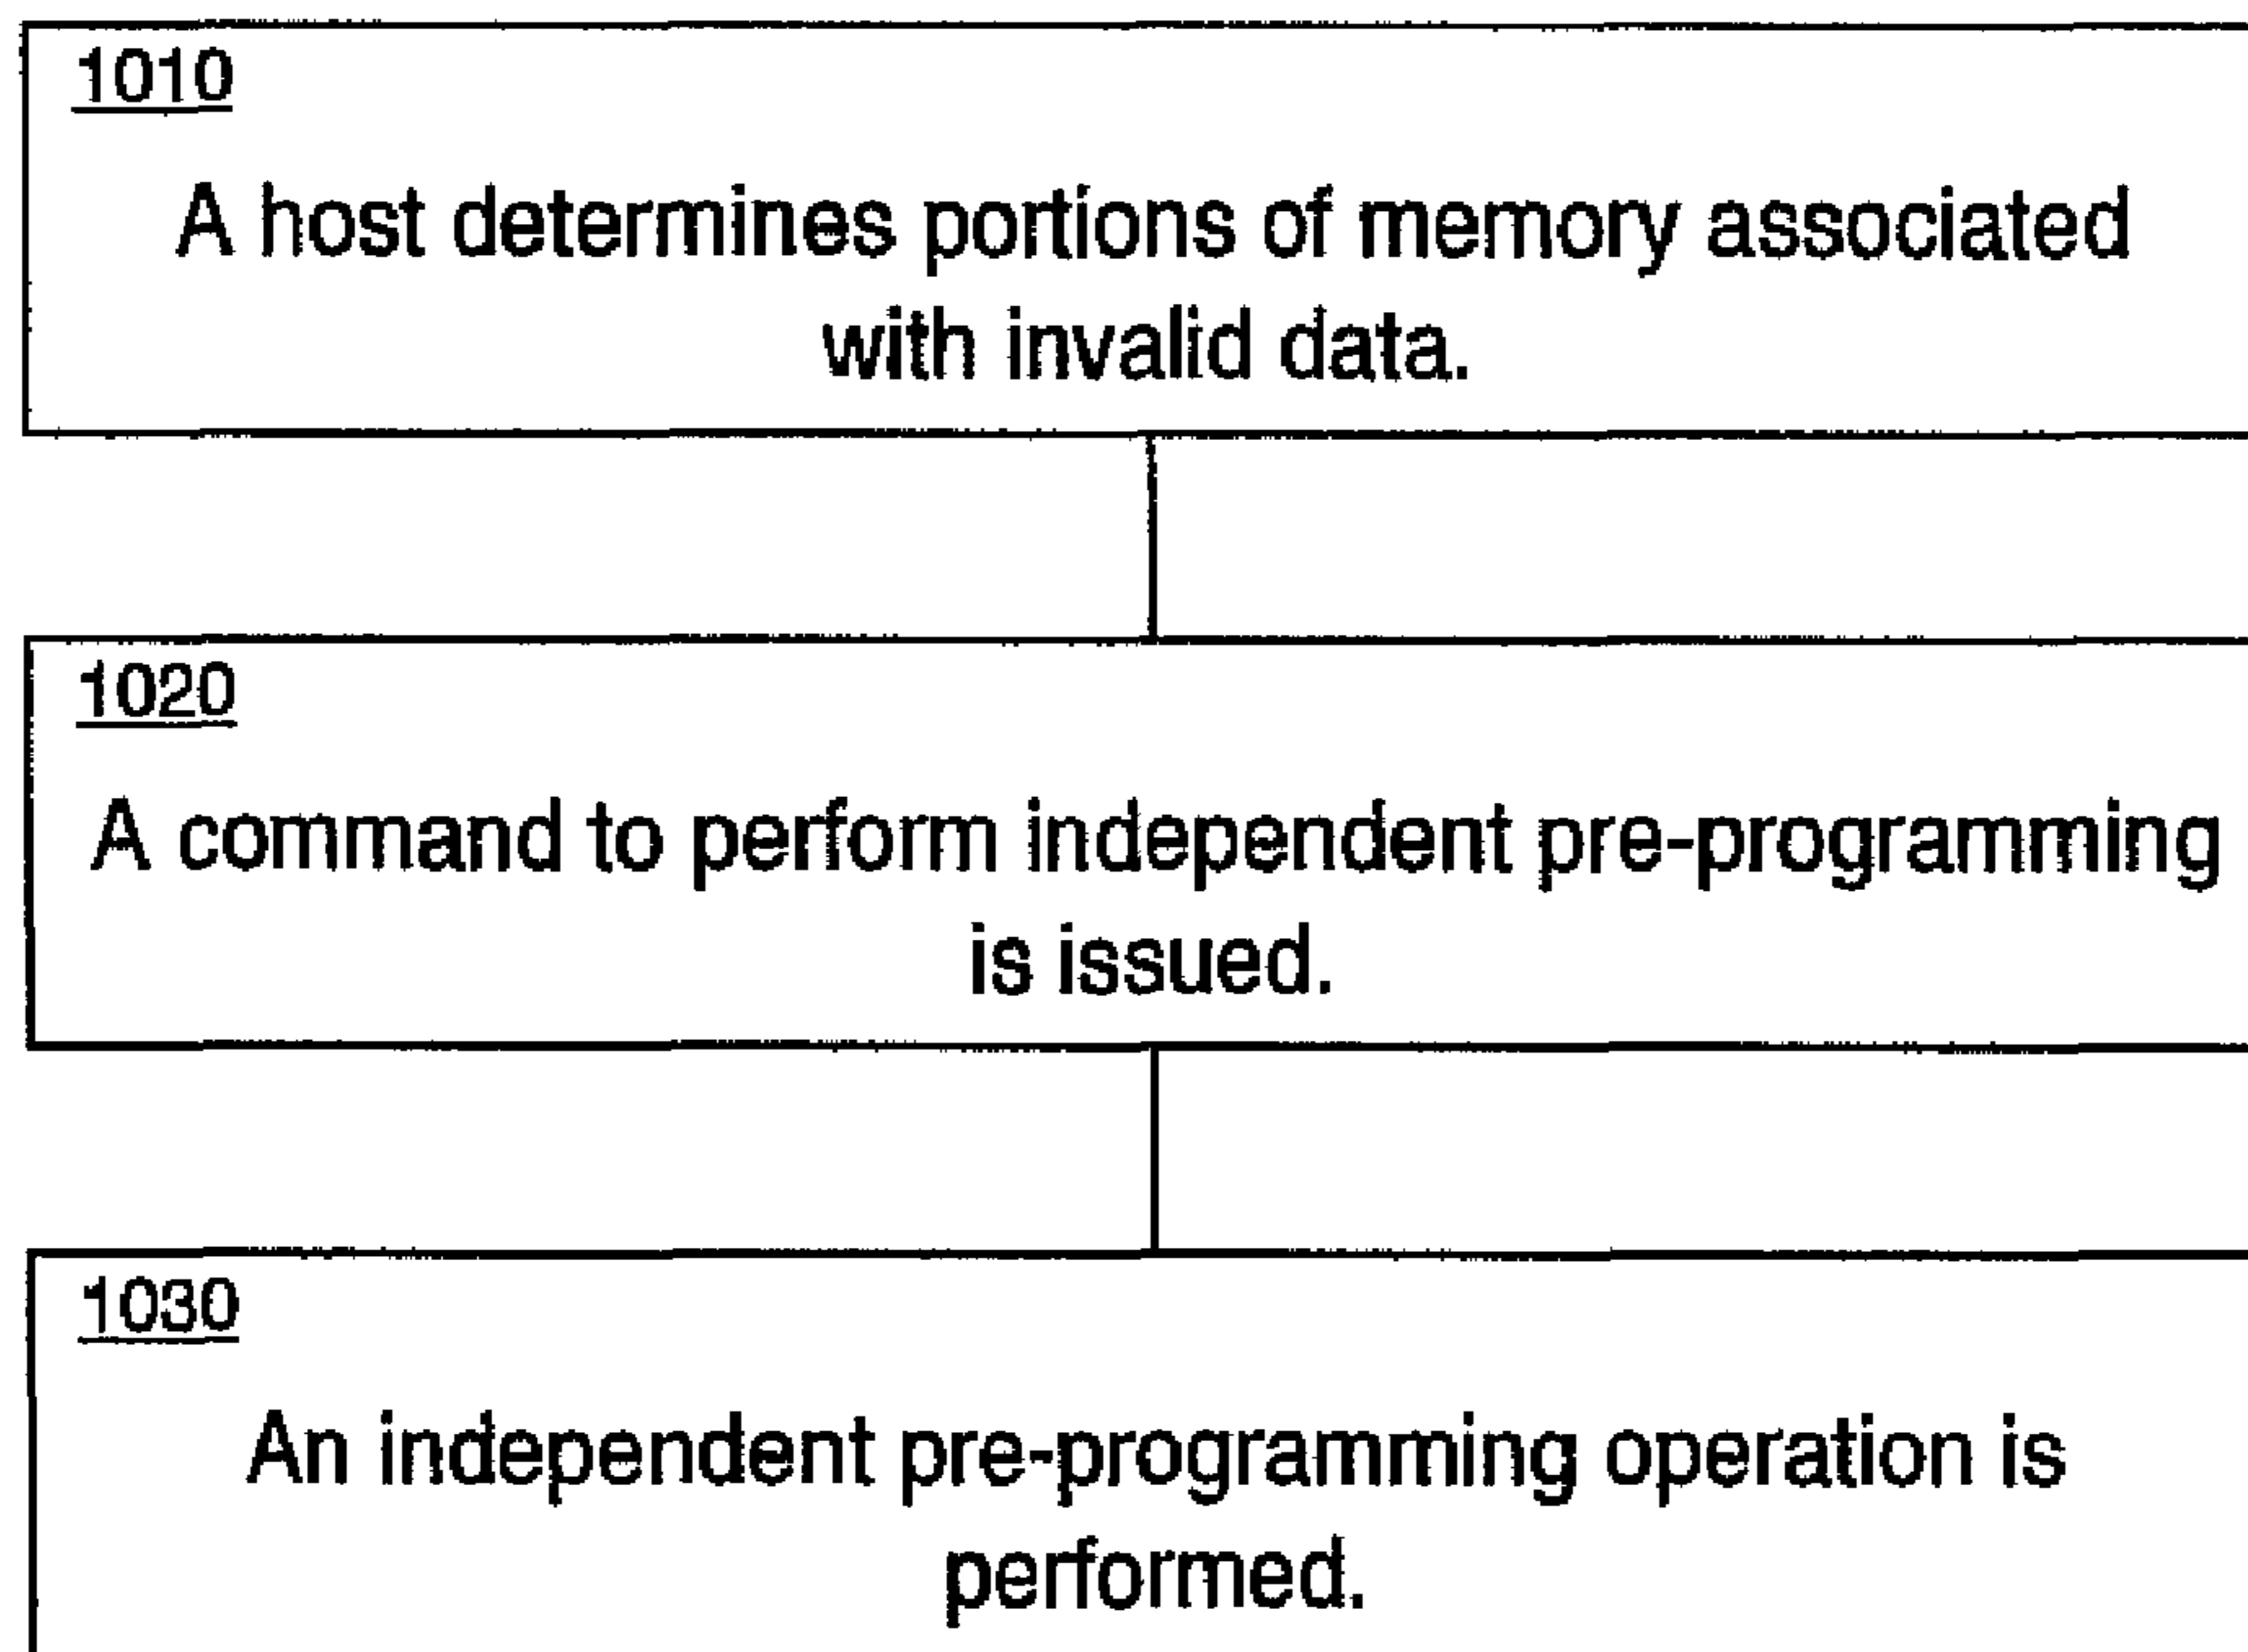 1010
A host determines portions of memory associated
with invalid data.
1020
A command to perform independent pre-programming
is issued.
1030
An independent pre-programming operation is
performed.